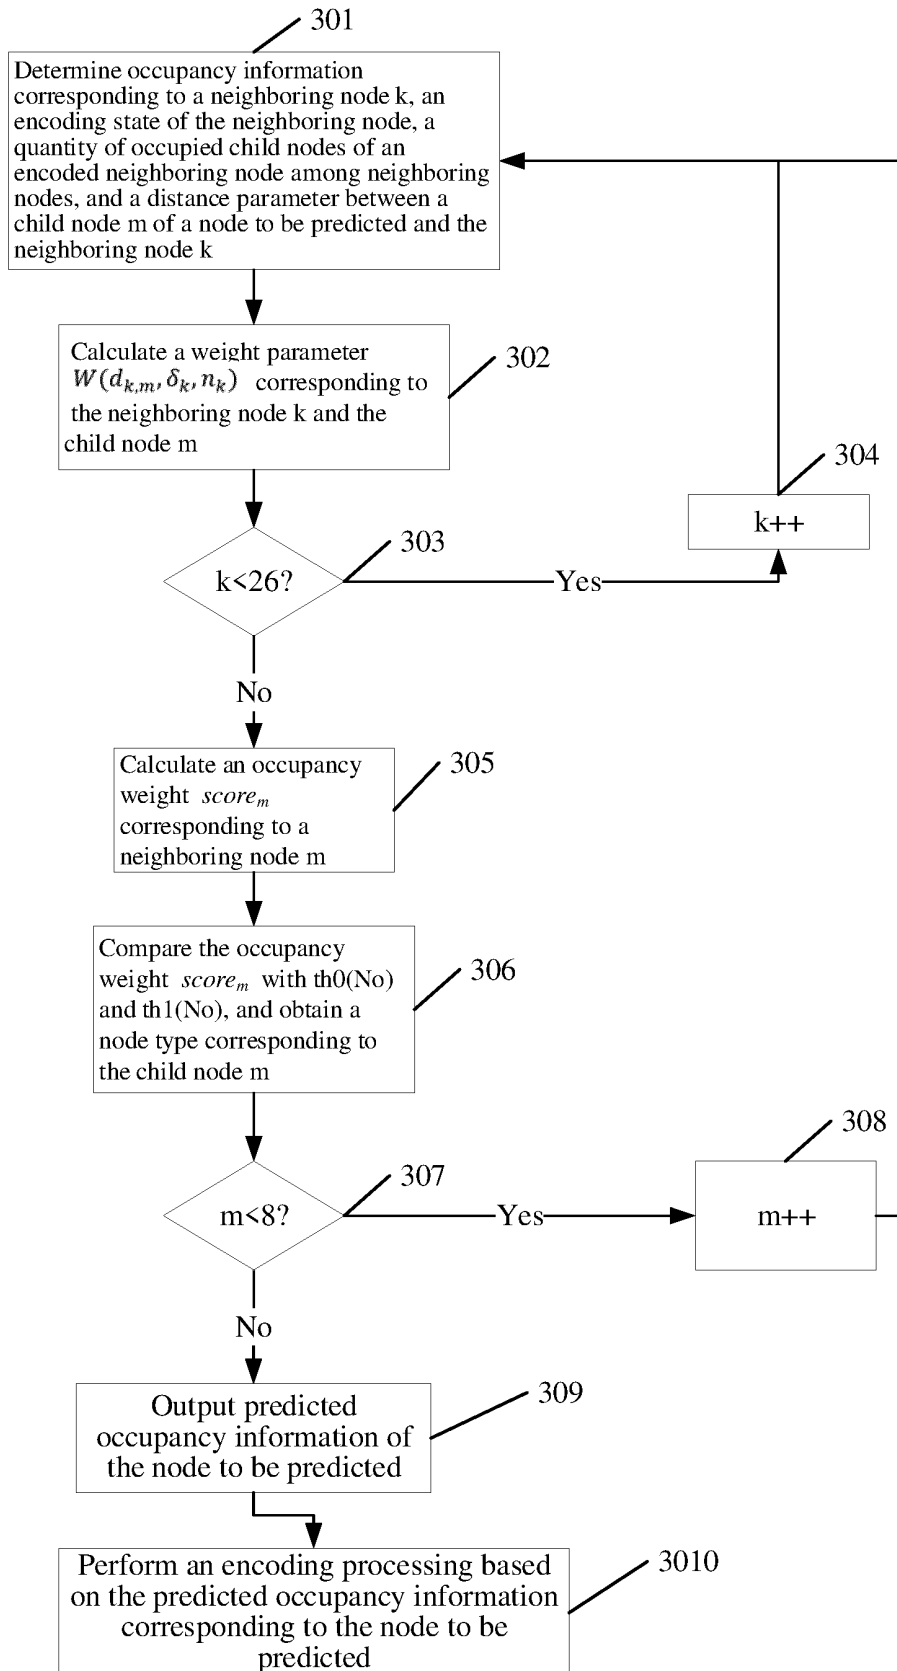 301
Determine occupancy information
corresponding to a neighboring node k, an
encoding state of the neighboring node, a
quantity of occupied child nodes of an
encoded neighboring node among neighboring
nodes, and a distance parameter between a
child node m of a node to be predicted and the
neighboring node k
302
Calculate a weight parameter
W(d_{k,m}, δ_k, n_k) corresponding to
the neighboring node k and the
child node m
304
k++
303
k<26?
Yes
No
305
Calculate an occupancy
weight score_m
corresponding to a
neighboring node m
306
Compare the occupancy
weight score_m with th0(No)
and th1(No), and obtain a
node type corresponding to
the child node m
308
307
m<8?
Yes
m++
No
309
Output predicted
occupancy information of
the node to be predicted
3010
Perform an encoding processing based
on the predicted occupancy information
corresponding to the node to be
predicted